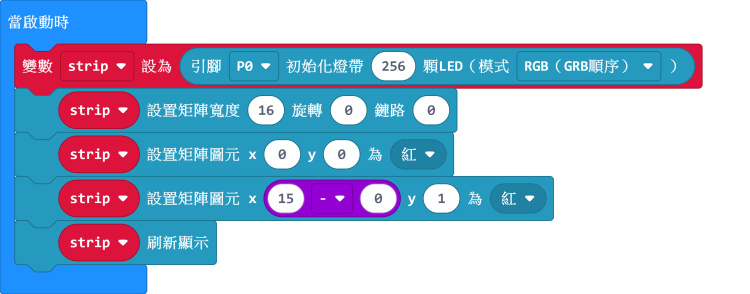 當啟動時
變數 strip 設為 引腳 P0 初始化燈帶 256 顆LED（模式 RGB（GRB順序） ）
strip 設置矩陣寬度 16 旋轉 0 鏈路 0
strip 設置矩陣圖元 x 0 y 0 為 紅
strip 設置矩陣圖元 x 15 - 0 y 1 為 紅
strip 刷新顯示